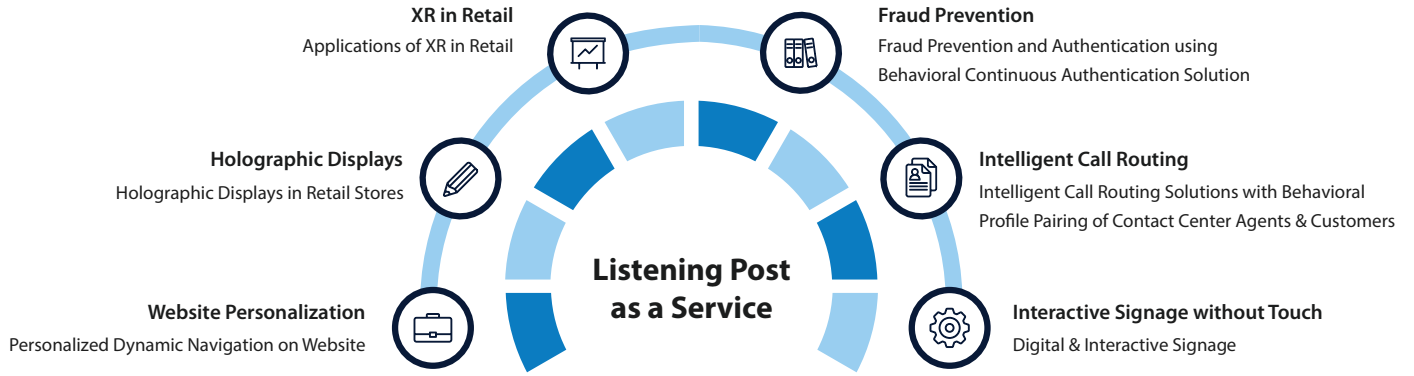 XR in Retail
Applications of XR in Retail
Fraud Prevention
Fraud Prevention and Authentication using
Behavioral Continuous Authentication Solution
Holographic Displays
Holographic Displays in Retail Stores
Intelligent Call Routing
Intelligent Call Routing Solutions with Behavioral
Profile Pairing of Contact Center Agents & Customers
Listening Post
as a Service
Website Personalization
Personalized Dynamic Navigation on Website
Interactive Signage without Touch
Digital & Interactive Signage